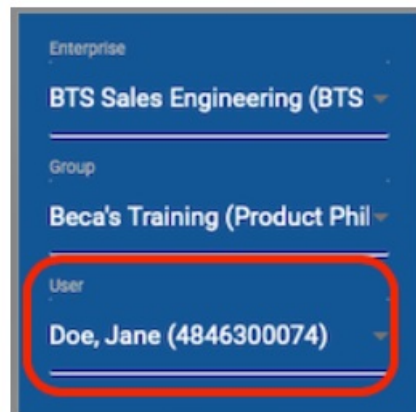 Enterprise
BTS Sales Engineering (BTS
Group
Beca's Training (Product Phil
User
Doe, Jane (4846300074)